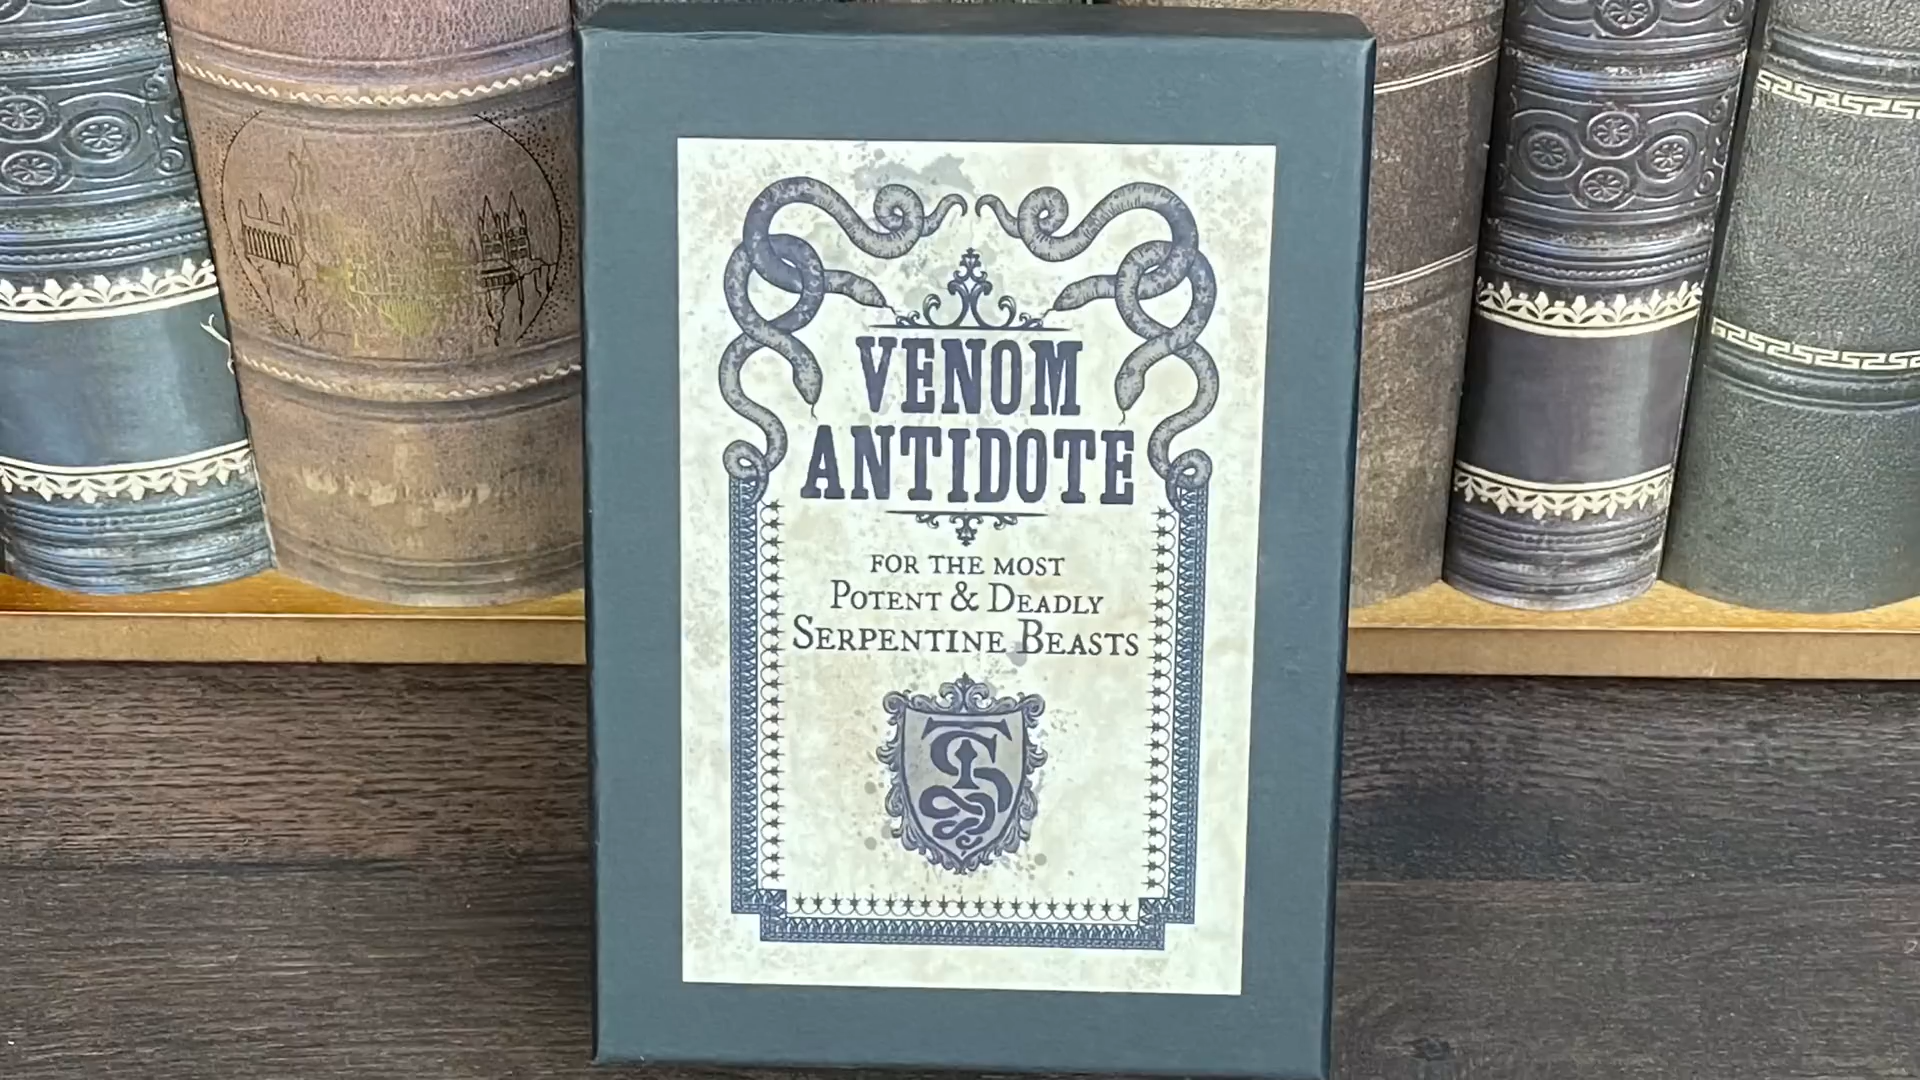 VENOM
ANTIDOTE
FOR THE MOST
POTENT & DEADLY
SERPENTINE BEASTS